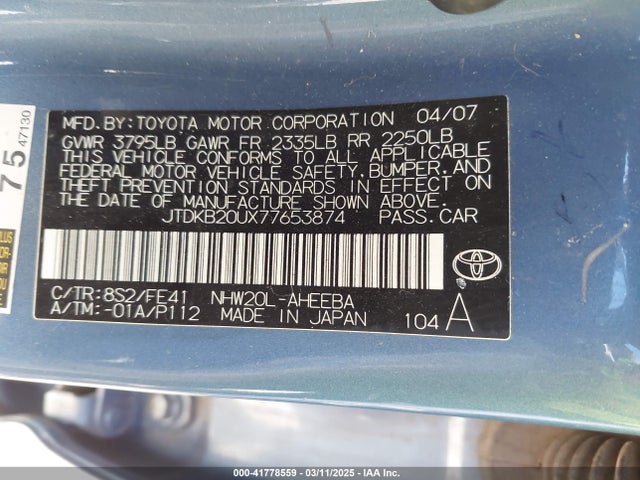 MFD.BY:TOYOTA MOTOR CORPORATION 04/07
GVWR 3795LB GAWR FR 2335LB RR 2250LB
THIS VEHICLE CONFORMS TO ALL APPLICABLE
FEDERAL MOTOR VEHICLE SAFETY, BUMPER, AND
THEFT PREVENTION STANDARDS IN EFFECT ON
THE DATE OF MANUFACTURE SHOWN ABOVE.
JTDKB20UX77653874 PASS.CAR
C/TR:8S2/FE41 NHW20L-AHEEBA
A/TM:-01A/P112 MADE IN JAPAN 104 A
75
47130
000-41778559 - 03/11/2025 - IAA Inc.